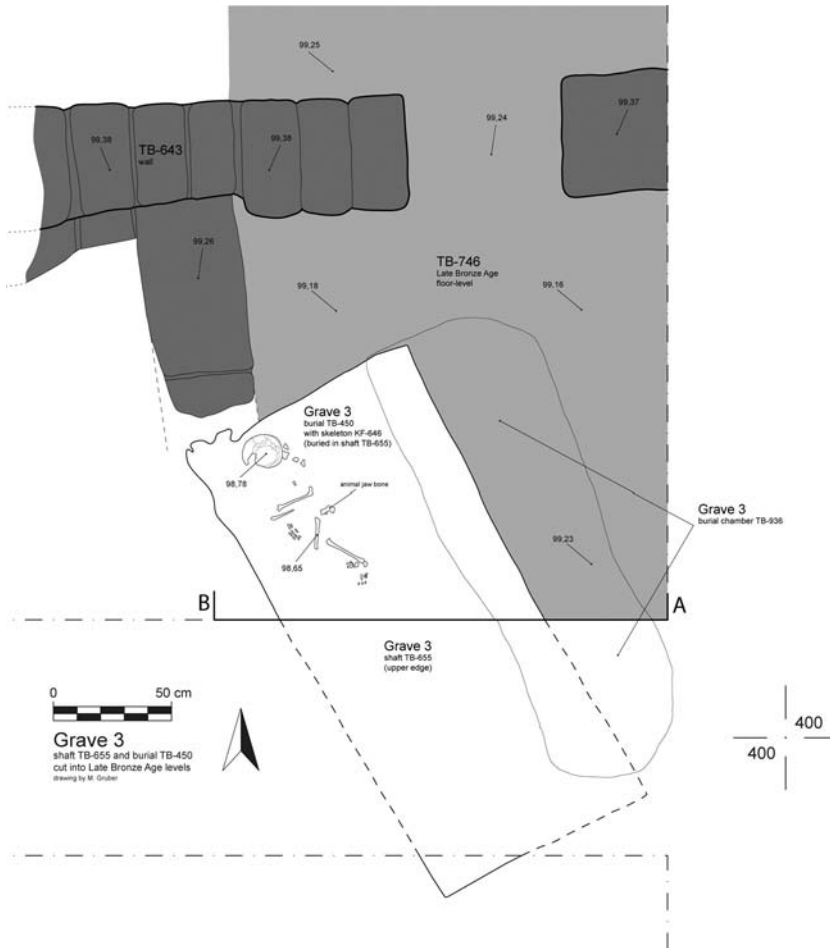 99,25
99,24
99,37
99,38
TB-643
wall
99,38
99,26
TB-746
Late Bronze Age
floor-level
99,18
99,16
Grave 3
burial TB-450
with skeleton KF-646
(buried in shaft TB-655)
animal jaw bone
98,78
98,65
99,23
Grave 3
burial chamber TB-936
B
A
Grave 3
shaft TB-655
(upper edge)
0 50 cm
Grave 3
shaft TB-655 and burial TB-450
cut into Late Bronze Age levels
drawing by M. Gruber
400
400